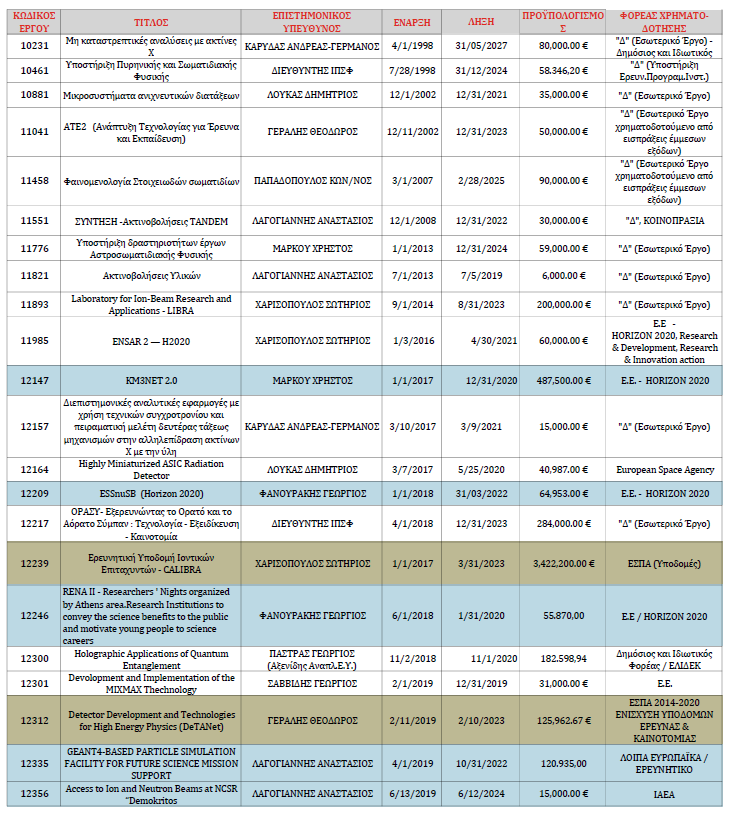 ΚΩΔΙΚΟΣ ΕΡΓΟΥ ΤΙΤΛΟΣ ΕΠΙΣΤΗΜΟΝΙΚΟΣ ΥΠΕΥΘΥΝΟΣ ΕΝΑΡΞΗ ΛΗΞΗ ΠΡΟΫΠΟΛΟΓΙΣΜΟΣ ΦΟΡΕΑΣ ΧΡΗΜΑΤΟ-ΔΟΤΗΣΗΣ
10231 Μη καταστρεπτικές αναλύσεις με ακτίνες Χ ΚΑΡΥΔΑΣ ΑΝΔΡΕΑΣ-ΓΕΡΜΑΝΟΣ 4/1/1998 31/05/2027 80,000.00 € "Δ" (Εσωτερικό Έργο) - Δημόσιος και Ιδιωτικός
10461 Υποστήριξη Πυρηνικής και Σωματιδιακής Φυσικής ΔΙΕΥΘΥΝΤΗΣ ΙΠΣΦ 7/28/1998 31/12/2024 58.346,20 € "Δ" (Υποστήριξη Ερευν.Προγραμ.Ινστ.)
10881 Μικροσυστήματα ανιχνευτικών διατάξεων ΛΟΥΚΑΣ ΔΗΜΗΤΡΙΟΣ 12/1/2002 12/31/2021 35,000.00 € "Δ" (Εσωτερικό Έργο)
11041 ΑΤΕ2 (Ανάπτυξη Τεχνολογίας για Έρευνα και Εκπαίδευση) ΓΕΡΑΛΗΣ ΘΕΟΔΩΡΟΣ 12/11/2002 12/31/2023 50,000.00 € "Δ" (Εσωτερικό Έργο χρηματοδοτούμενο από εισπράξεις έμμεσων εξόδων)
11458 Φαινομενολογία Στοιχειωδών σωματιδίων ΠΑΠΑΔΟΠΟΥΛΟΣ ΚΩΝ/ΝΟΣ 3/1/2007 2/28/2025 90,000.00 € "Δ" (Εσωτερικό Έργο χρηματοδοτούμενο από εισπράξεις έμμεσων εξόδων)
11551 ΣΥΝΤΗΞΗ -Ακτινοβολήσεις TANDEM ΛΑΓΟΓΙΑΝΝΗΣ ΑΝΑΣΤΑΣΙΟΣ 12/1/2008 12/31/2022 30,000.00 € "Δ", ΚΟΙΝΟΠΡΑΞΙΑ
11776 Υποστήριξη δραστηριοτήτων έργων Αστροσωματιδιακής Φυσικής ΜΑΡΚΟΥ ΧΡΗΣΤΟΣ 1/1/2013 12/31/2024 59,000.00 € "Δ" (Εσωτερικό Έργο)
11821 Ακτινοβολήσεις Υλικών ΛΑΓΟΓΙΑΝΝΗΣ ΑΝΑΣΤΑΣΙΟΣ 7/1/2013 7/5/2019 6,000.00 € "Δ" (Εσωτερικό Έργο)
11893 Laboratory for Ion-Beam Research and Applications - LIBRA ΧΑΡΙΣΟΠΟΥΛΟΣ ΣΩΤΗΡΙΟΣ 9/1/2014 8/31/2023 200,000.00 € "Δ" (Εσωτερικό Έργο)
11985 ENSAR 2 — H2020 ΧΑΡΙΣΟΠΟΥΛΟΣ ΣΩΤΗΡΙΟΣ 1/3/2016 4/30/2021 60,000.00 € Ε.Ε - HORIZON 2020, Research & Development, Research & Innovation action
12147 KM3NET 2.0 ΜΑΡΚΟΥ ΧΡΗΣΤΟΣ 1/1/2017 12/31/2020 487,500.00 € Ε.Ε. - HORIZON 2020
12157 Διεπιστημονικές αναλυτικές εφαρμογές με χρήση τεχνικών συγχροτρονίου και πειραματική μελέτη δευτέρας τάξεως μηχανισμών στην αλληλεπίδραση ακτίνων Χ με την ύλη ΚΑΡΥΔΑΣ ΑΝΔΡΕΑΣ-ΓΕΡΜΑΝΟΣ 3/10/2017 3/9/2021 15,000.00 € "Δ" (Εσωτερικό Έργο)
12164 Highly Miniaturized ASIC Radiation Detector ΛΟΥΚΑΣ ΔΗΜΗΤΡΙΟΣ 3/7/2017 5/25/2020 40,987.00 € European Space Agency
12209 ESSnuSB (Horizon 2020) ΦΑΝΟΥΡΑΚΗΣ ΓΕΩΡΓΙΟΣ 1/1/2018 31/03/2022 64,953.00 € Ε.Ε. - HORIZON 2020
12217 ΟΡΑΣΥ- Εξερευνώντας το Ορατό και το Αόρατο Σύμπαν : Τεχνολογία - Εξειδίκευση - Καινοτομία ΔΙΕΥΘΥΝΤΗΣ ΙΠΣΦ 4/1/2018 12/31/2023 284,000.00 € "Δ" (Εσωτερικό Έργο)
12239 Ερευνητική Υποδομή Ιοντικών Επιταχυντών - CALIBRA ΧΑΡΙΣΟΠΟΥΛΟΣ ΣΩΤΗΡΙΟΣ 1/1/2017 3/31/2023 3,422,200.00 € ΕΣΠΑ (Υποδομές)
12246 RENA II - Researchers ' Nights organized by Athens area.Research Institutions to convey the science benefits to the public and motivate young people to science careers ΦΑΝΟΥΡΑΚΗΣ ΓΕΩΡΓΙΟΣ 6/1/2018 1/31/2020 55.870,00 Ε.Ε / HORIZON 2020
12300 Holographic Applications of Quantum Entanglement ΠΑΣΤΡΑΣ ΓΕΩΡΓΙΟΣ (Αξενίδης Αναπλ.Ε.Υ.) 11/2/2018 11/1/2020 182.598,94 Δημόσιος και Ιδιωτικός Φορέας / ΕΛΙΔΕΚ
12301 Devolopment and Implementation of the MIXMAX Thechnology ΣΑΒΒΙΔΗΣ ΓΕΩΡΓΙΟΣ 2/1/2019 12/31/2019 31,000.00 € Ε.Ε.
12312 Detector Development and Technologies for High Energy Physics (DeTANet) ΓΕΡΑΛΗΣ ΘΕΟΔΩΡΟΣ 2/11/2019 2/10/2023 125,962.67 € ΕΣΠΑ 2014-2020 ΕΝΙΣΧΥΣΗ ΥΠΟΔΟΜΩΝ ΕΡΕΥΝΑΣ & ΚΑΙΝΟΤΟΜΙΑΣ
12335 GEANT4-BASED PARTICLE SIMULATION FACILITY FOR FUTURE SCIENCE MISSION SUPPORT ΛΑΓΟΓΙΑΝΝΗΣ ΑΝΑΣΤΑΣΙΟΣ 4/1/2019 10/31/2022 120.935,00 ΛΟΙΠΑ ΕΥΡΩΠΑΪΚΑ / ΕΡΕΥΝΗΤΙΚΟ
12356 Access to Ion and Neutron Beams at NCSR "Demokritos ΛΑΓΟΓΙΑΝΝΗΣ ΑΝΑΣΤΑΣΙΟΣ 6/13/2019 6/12/2024 15,000.00 € IAEA